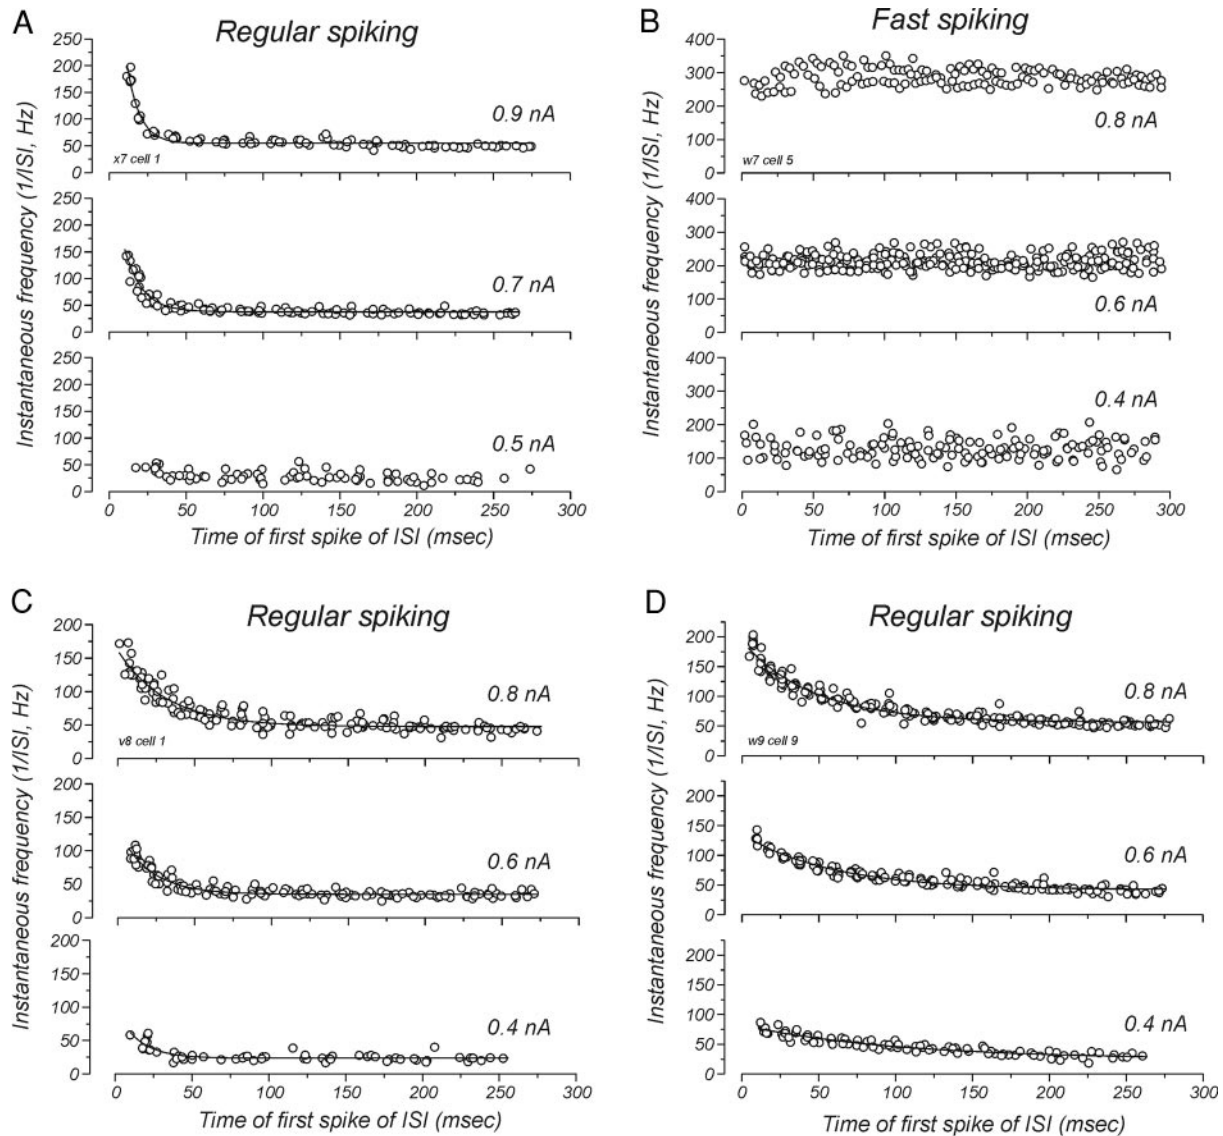 A
Regular spiking
Instantaneous frequency (1/ISI, Hz)
250
200
150
100
50
0
0.9 nA
x7 cell 1
250
200
150
100
50
0
0.7 nA
250
200
150
100
50
0
0.5 nA
0 50 100 150 200 250 300
Time of first spike of ISI (msec)
B
Fast spiking
Instantaneous frequency (1/ISI, Hz)
400
300
200
100
0
0.8 nA
w7 cell 5
400
300
200
100
0
0.6 nA
400
300
200
100
0
0.4 nA
0 50 100 150 200 250 300
Time of first spike of ISI (msec)
C
Regular spiking
Instantaneous frequency (1/ISI, Hz)
200
150
100
50
0
0.8 nA
v8 cell 1
200
150
100
50
0
0.6 nA
200
150
100
50
0
0.4 nA
0 50 100 150 200 250 300
Time of first spike of ISI (msec)
D
Regular spiking
Instantaneous frequency (1/ISI, Hz)
200
150
100
50
0
0.8 nA
w9 cell 9
200
150
100
50
0
0.6 nA
200
150
100
50
0
0.4 nA
0 50 100 150 200 250 300
Time of first spike of ISI (msec)